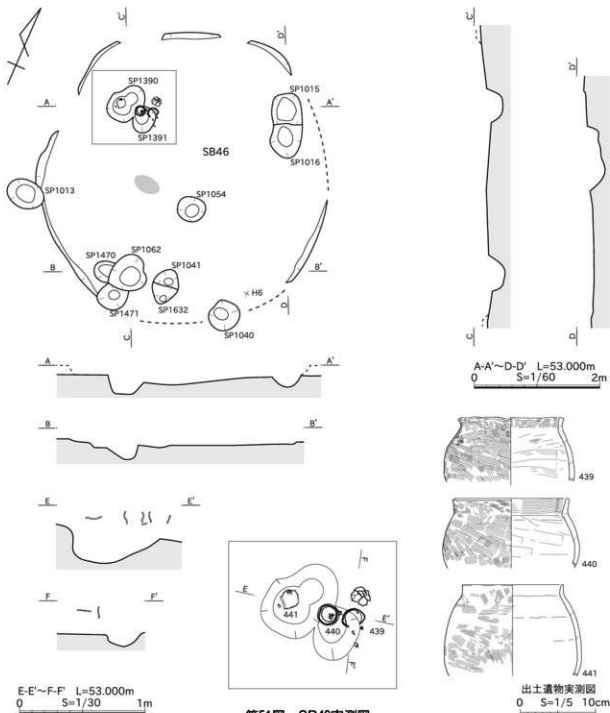 C'
D'
SP1390
SP1015
A
A'
SP1391
SB46
SP1016
SP1013
SP1054
SP1062
SP1470
SP1041
B
B'
SP1632
H6
D
SP1471
C
SP1040
C'
D'
C
D
A
A'
A-A'~D-D' L=53.000m
0 S=1/60 2m
B
B'
439
E
E'
F
440
E
441
440
E'
439
F'
F
F'
441
E-E'~F-F' L=53.000m
0 S=1/30 1m
出土遺物実測図
0 S=1/5 10cm